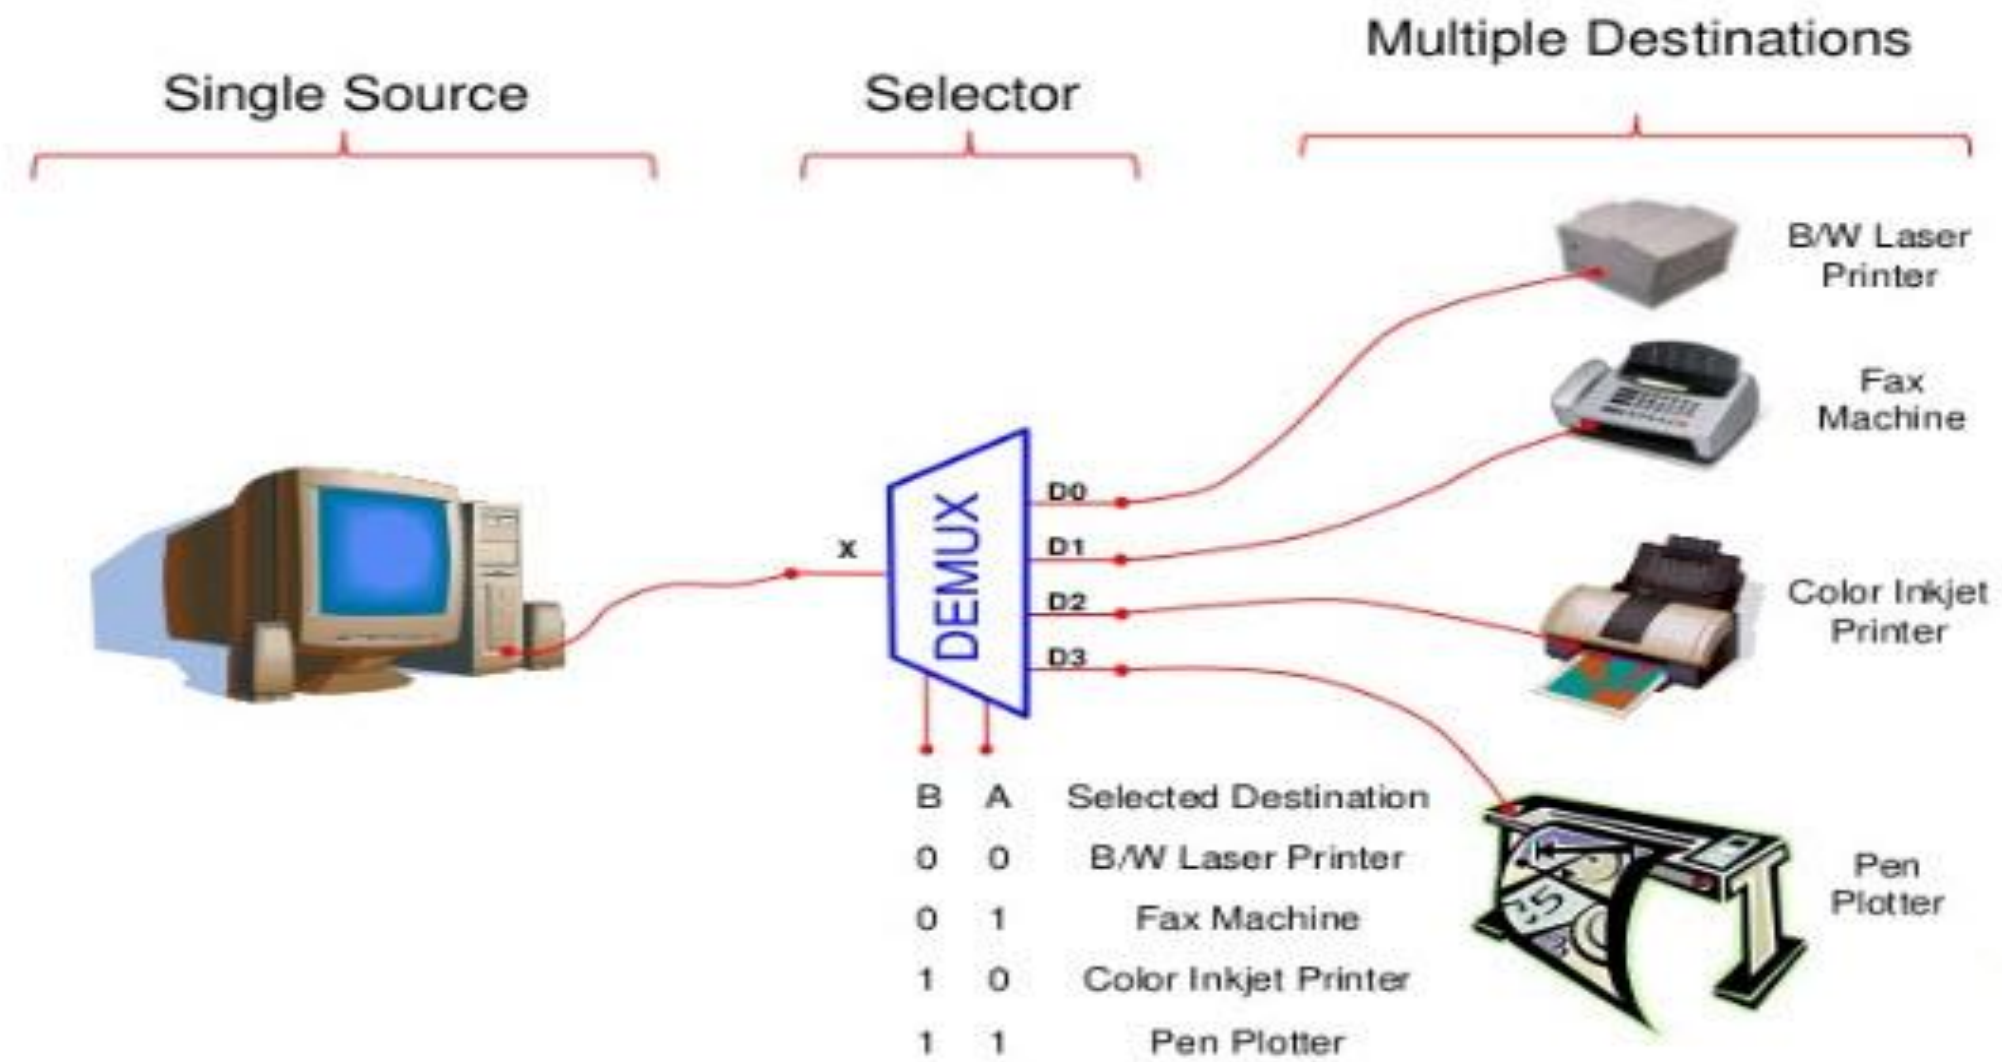 Single Source
Selector
Multiple Destinations
B/W Laser
Printer
Fax
Machine
Color Inkjet
Printer
Pen
Plotter
X
DEMUX
D0
D1
D2
D3
B A Selected Destination
0 0 B/W Laser Printer
0 1 Fax Machine
1 0 Color Inkjet Printer
1 1 Pen Plotter